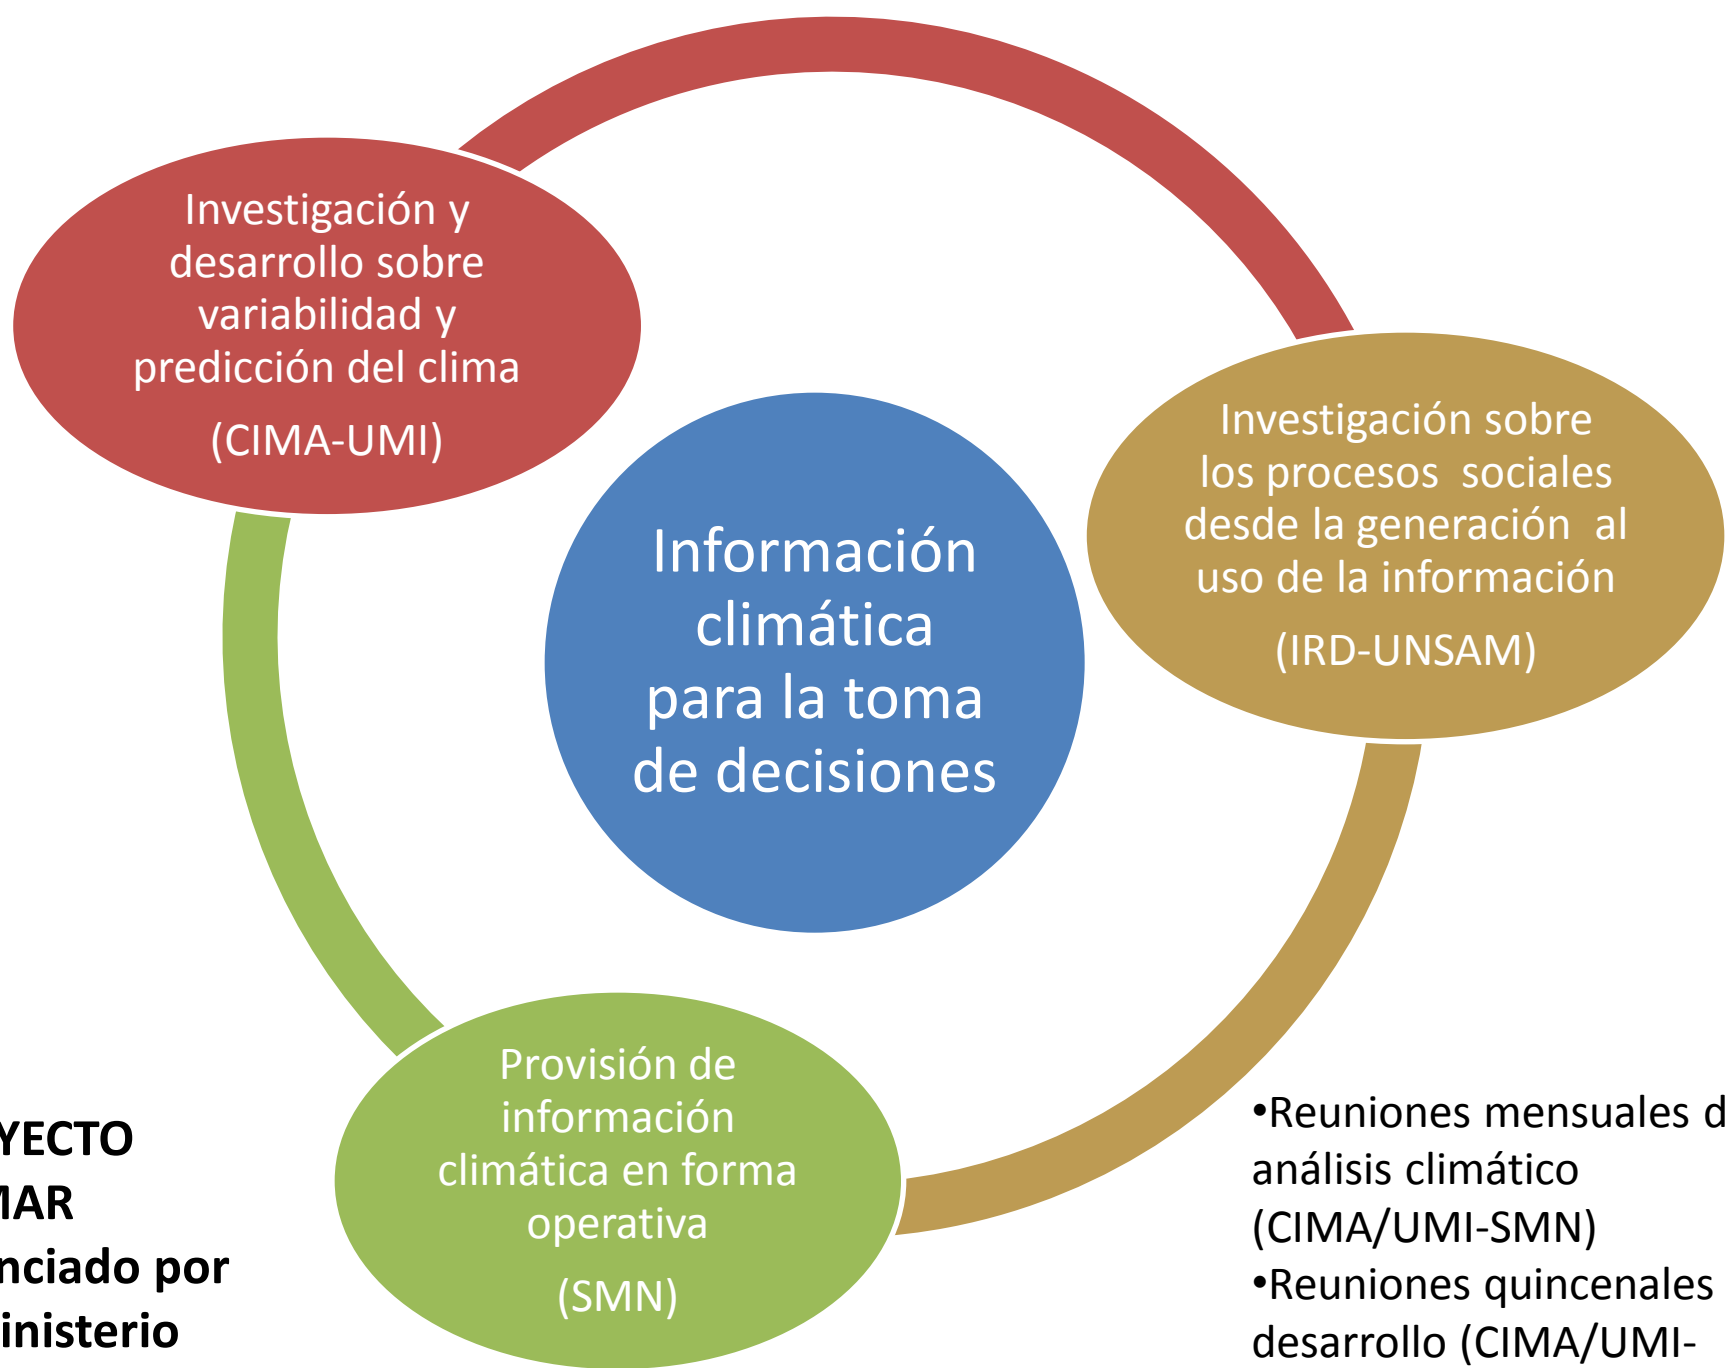 Investigación y
desarrollo sobre
variabilidad y
predicción del clima
(CIMA-UMI)
Investigación sobre
los procesos  sociales
desde la generación  al
uso de la información
(IRD-UNSAM)
Información
climática
para la toma
de decisiones
Provisión de
información
climática en forma
operativa
(SMN)
YECTO
MAR
nciado por
inisterio
•Reuniones mensuales d
análisis climático
(CIMA/UMI-SMN)
•Reuniones quincenales
desarrollo (CIMA/UMI-